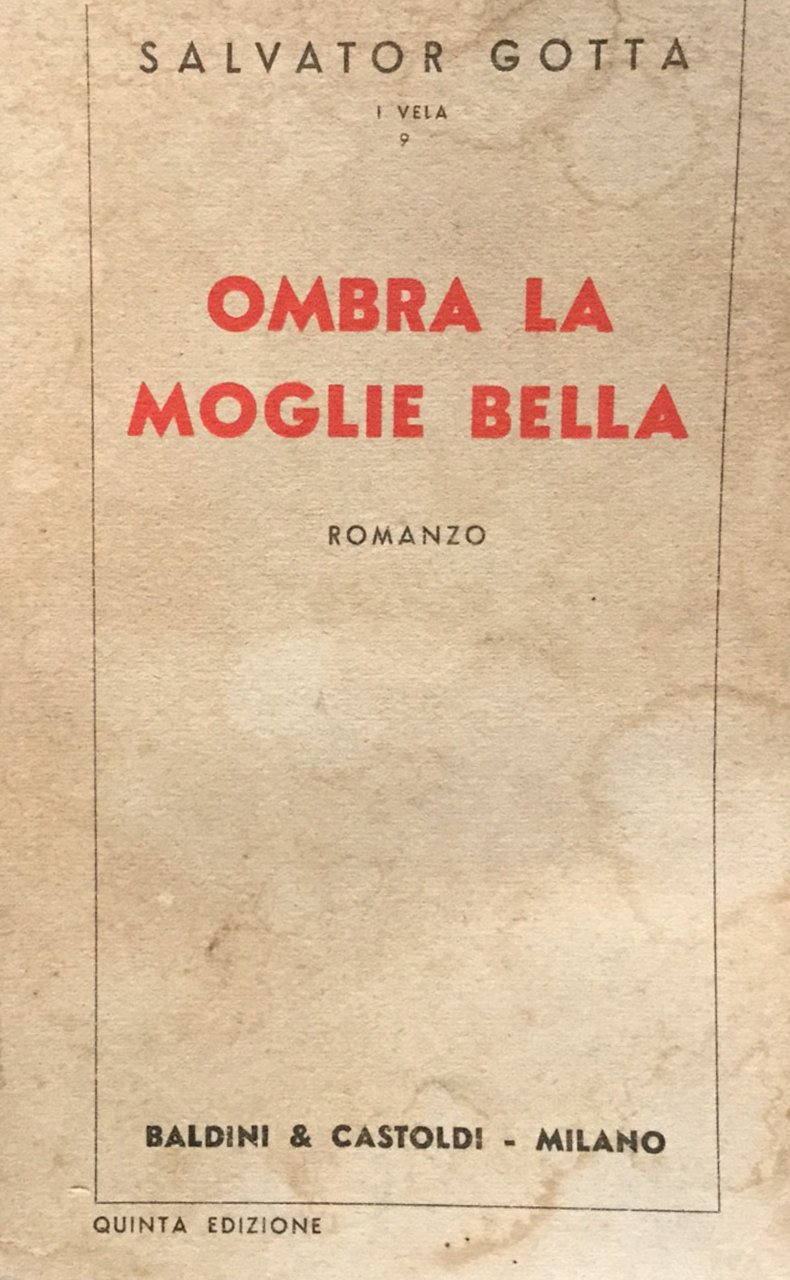 SALVATOR GOTTA
I VELA
9
OMBRA LA
MOGLIE BELLA
ROMANZO
BALDINI & CASTOLDI - MILANO
QUINTA EDIZIONE